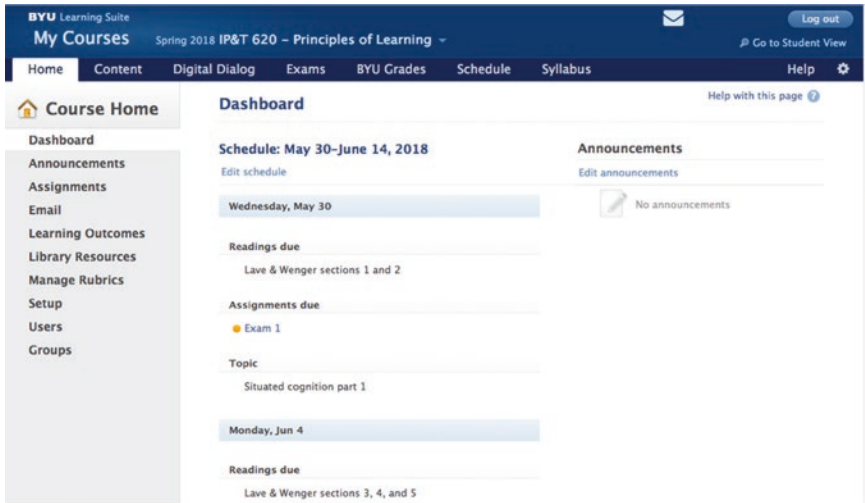 BYU Learning Suite
Log out
My Courses Spring 2018 IP&T 620 – Principles of Learning
Go to Student View
Home Content Digital Dialog Exams BYU Grades Schedule Syllabus Help
Course Home
Dashboard
Announcements
Assignments
Email
Learning Outcomes
Library Resources
Manage Rubrics
Setup
Users
Groups
Dashboard
Help with this page ?
Schedule: May 30–June 14, 2018
Edit schedule
Wednesday, May 30
Readings due
Lave & Wenger sections 1 and 2
Assignments due
Exam 1
Topic
Situated cognition part 1
Monday, Jun 4
Readings due
Lave & Wenger sections 3, 4, and 5
Announcements
Edit announcements
No announcements